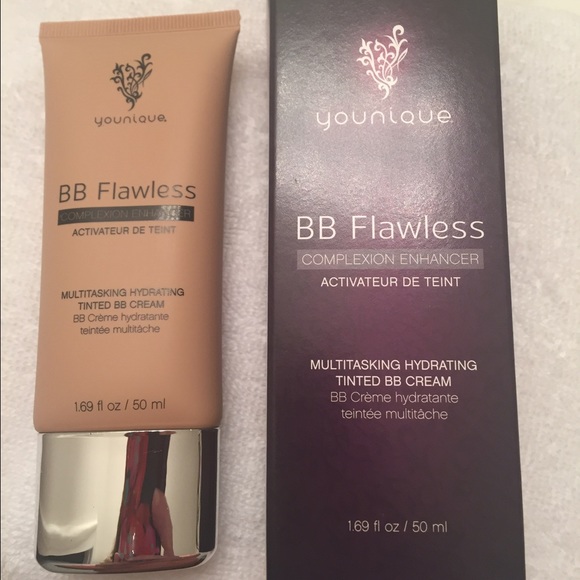 younique
BB Flawless
COMPLEXION ENHANCER
ACTIVATEUR DE TEINT
MULTITASKING HYDRATING
TINTED BB CREAM
BB Crème hydratante
teintée multitâche
1.69 fl oz / 50 ml
younique
BB Flawless
COMPLEXION ENHANCER
ACTIVATEUR DE TEINT
MULTITASKING HYDRATING
TINTED BB CREAM
BB Crème hydratante
teintée multitâche
1.69 fl oz / 50 ml